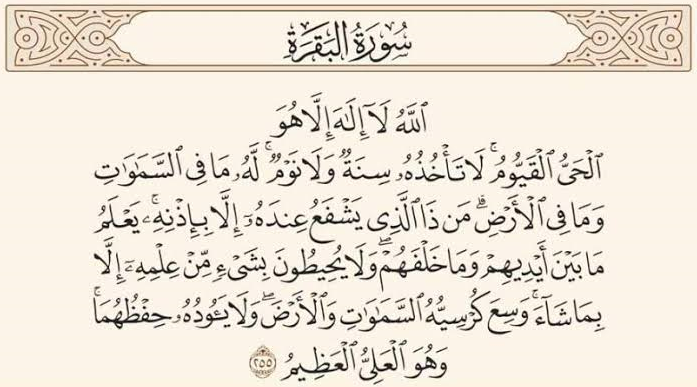 سُورَةُ البَقَرَةِ
ٱللَّهُ لَآ إِلَٰهَ إِلَّا هُوَ
ٱلْحَىُّ ٱلْقَيُّومُ ۚ لَا تَأْخُذُهُۥ سِنَةٌ وَلَا نَوْمٌ ۚ لَّهُۥ مَا فِى ٱلسَّمَٰوَٰتِ
وَمَا فِى ٱلْأَرْضِ ۗ مَن ذَا ٱلَّذِى يَشْفَعُ عِندَهُۥٓ إِلَّا بِإِذْنِهِۦ ۚ يَعْلَمُ
مَا بَيْنَ أَيْدِيهِمْ وَمَا خَلْفَهُمْ ۖ وَلَا يُحِيطُونَ بِشَىْءٍ مِّنْ عِلْمِهِۦٓ إِلَّا
بِمَا شَآءَ ۚ وَسِعَ كُرْسِيُّهُ ٱلسَّمَٰوَٰتِ وَٱلْأَرْضَ ۖ وَلَا يَـُٔودُهُۥ حِفْظُهُمَا ۚ
وَهُوَ ٱلْعَلِىُّ ٱلْعَظِيمُ ٢٥٥